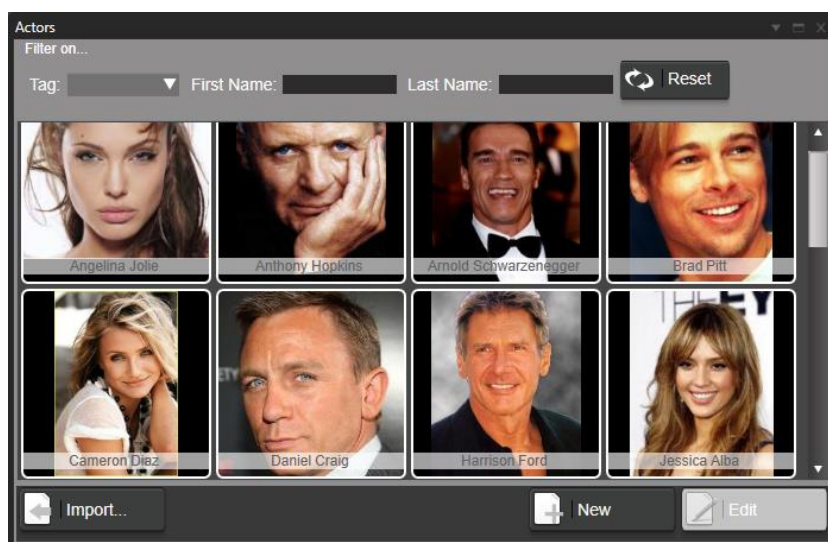 Actors
Filter on...
Tag: First Name: Last Name: Reset
Angelina Jolie Anthony Hopkins Arnold Schwarzenegger Brad Pitt
Cameron Diaz Daniel Craig Harrison Ford Jessica Alba
Import... New Edit